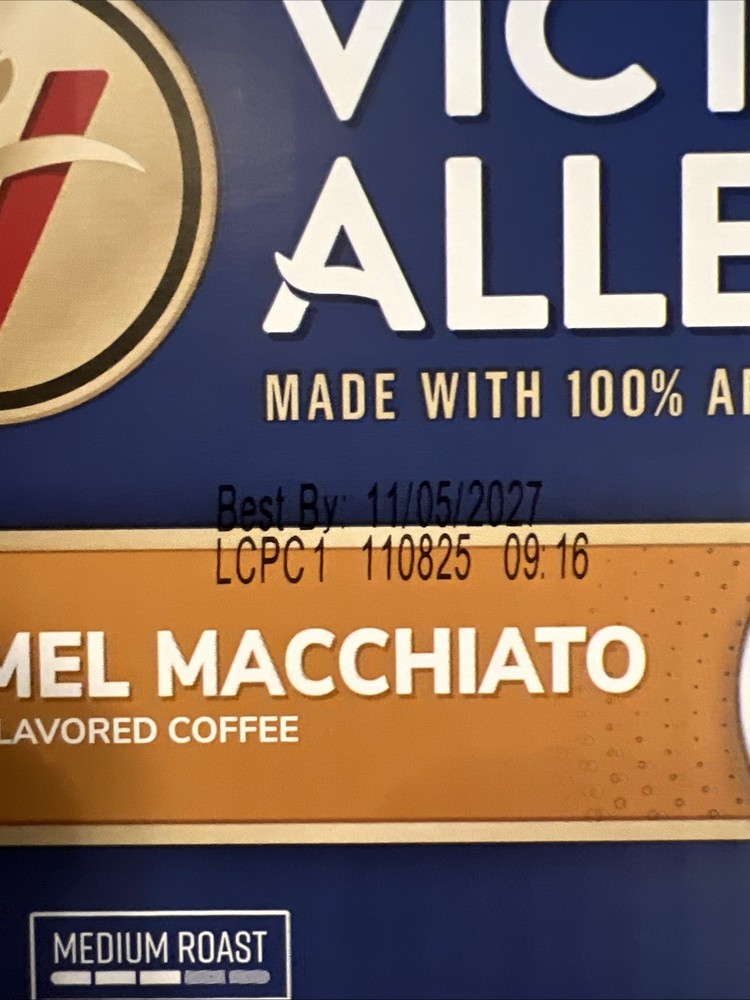 VICT
ALLE
MADE WITH 100% A
Best By: 11/05/2027
LCPC1 110825 09:16
MEL MACCHIATO
LAVORED COFFEE
MEDIUM ROAST